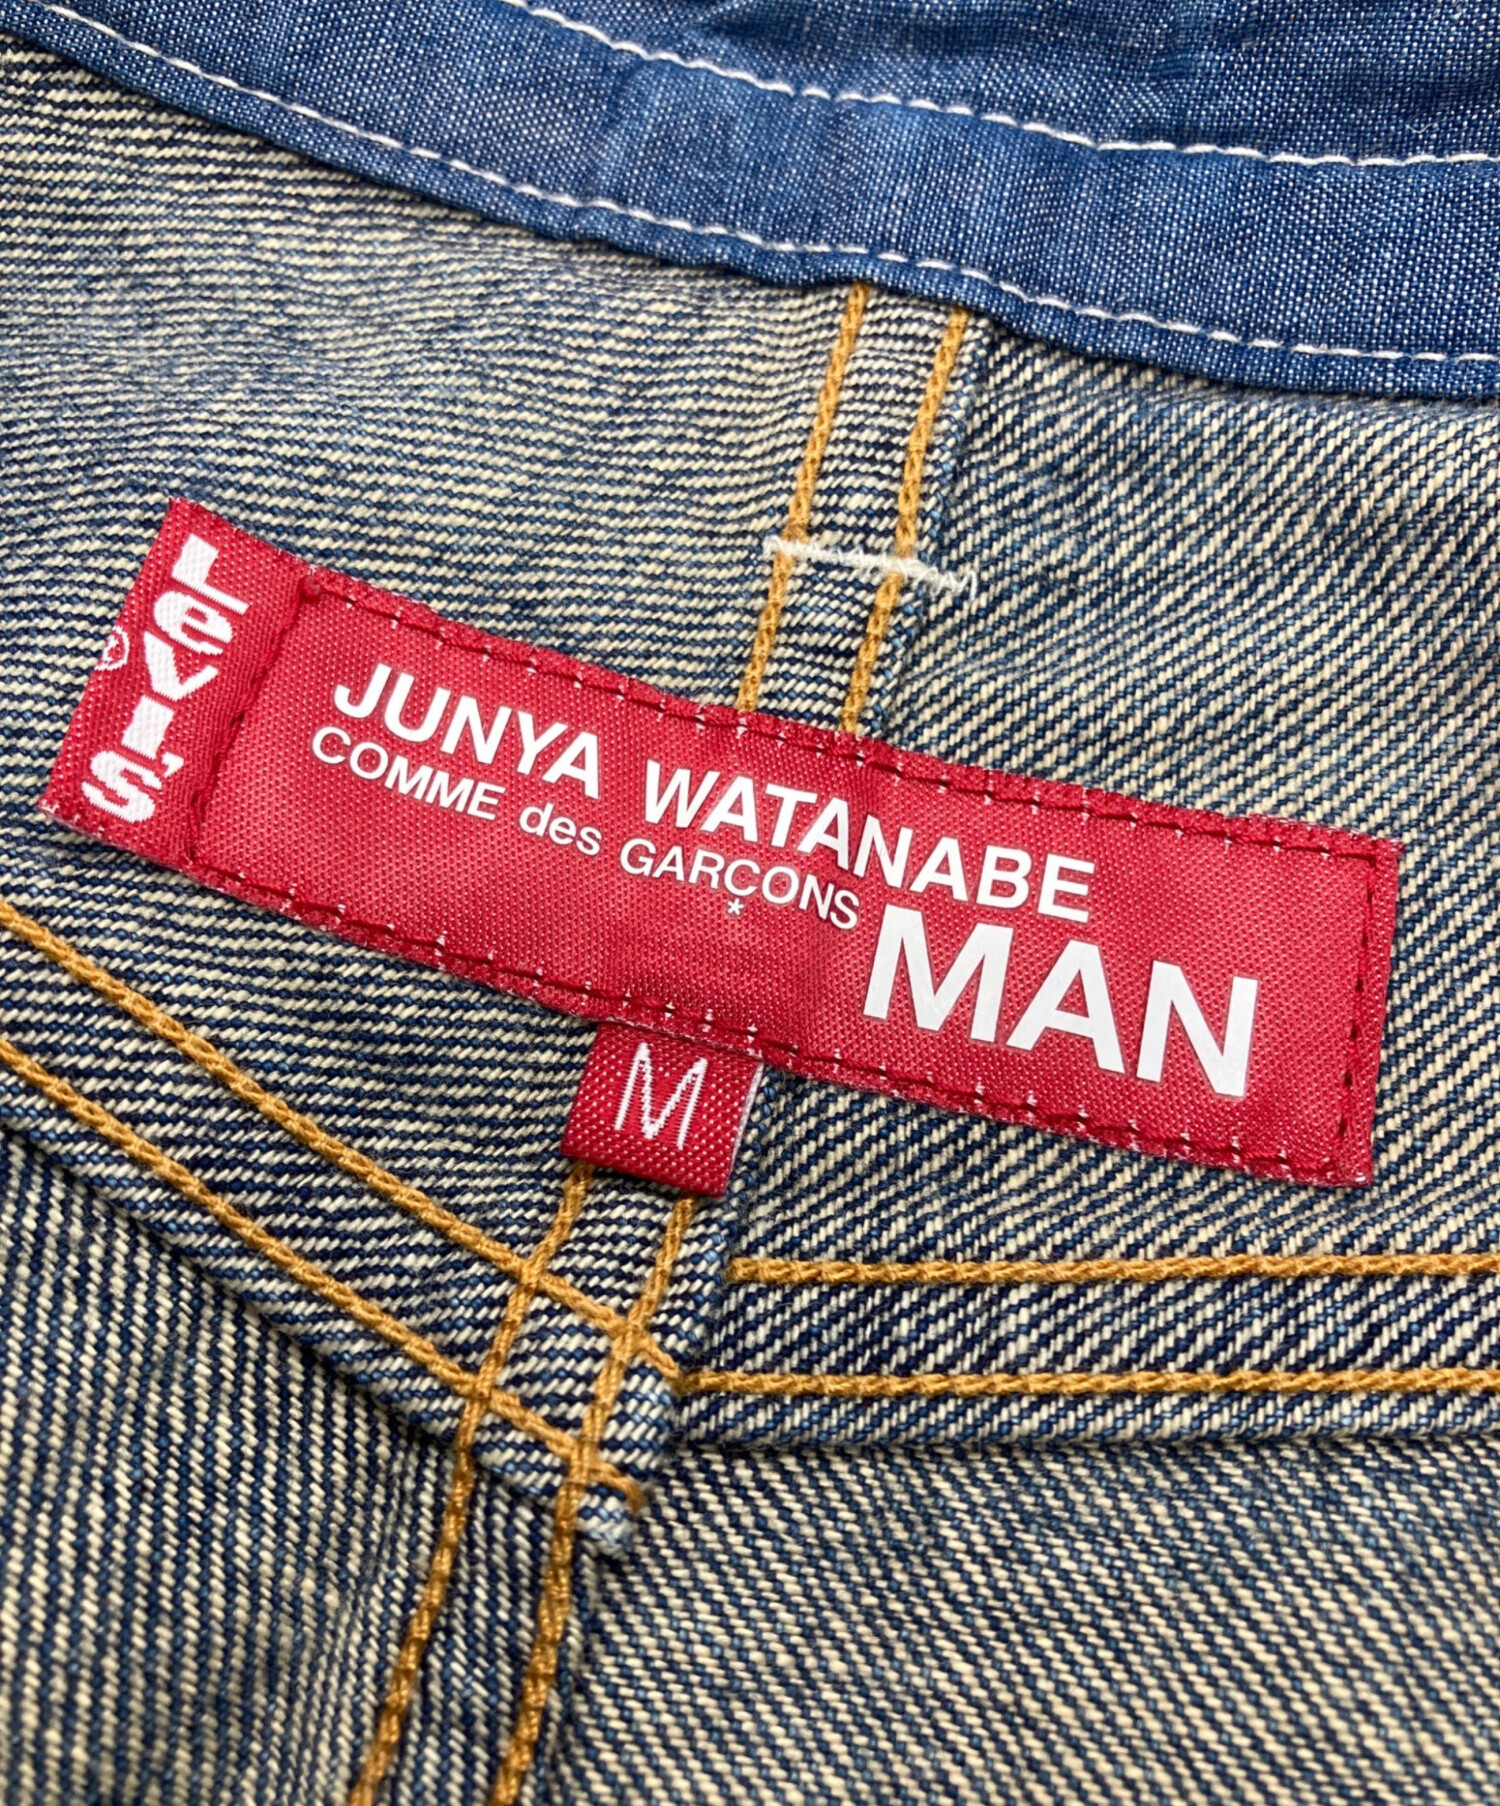 Levi's
®
JUNYA WATANABE
COMME des GARÇONS
*
MAN
M